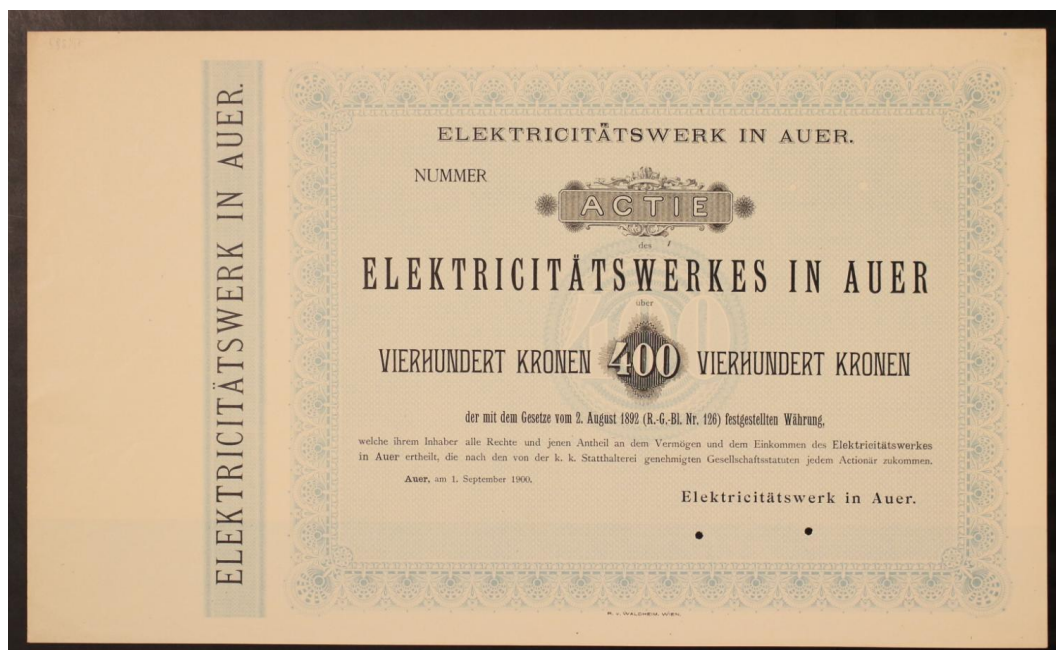 ELEKTRICITÄTSWERK IN AUER.
ELEKTRICITÄTSWERK IN AUER.
NUMMER
ACTIE
des
ELEKTRICITÄTSWERKES IN AUER
über
400
VIERHUNDERT KRONEN 400 VIERHUNDERT KRONEN
der mit dem Gesetze vom 2. August 1892 (R.-G.-Bl. Nr. 126) festgestellten Währung,
welche ihrem Inhaber alle Rechte und jenen Antheil an dem Vermögen und dem Einkommen des Elektricitätswerkes
in Auer ertheilt, die nach den von der k. k. Statthalterei genehmigten Gesellschaftsstatuten jedem Actionär zukommen.
Auer, am 1. September 1900.
Elektricitätswerk in Auer.
R. v. WALDHEIM, WIEN.